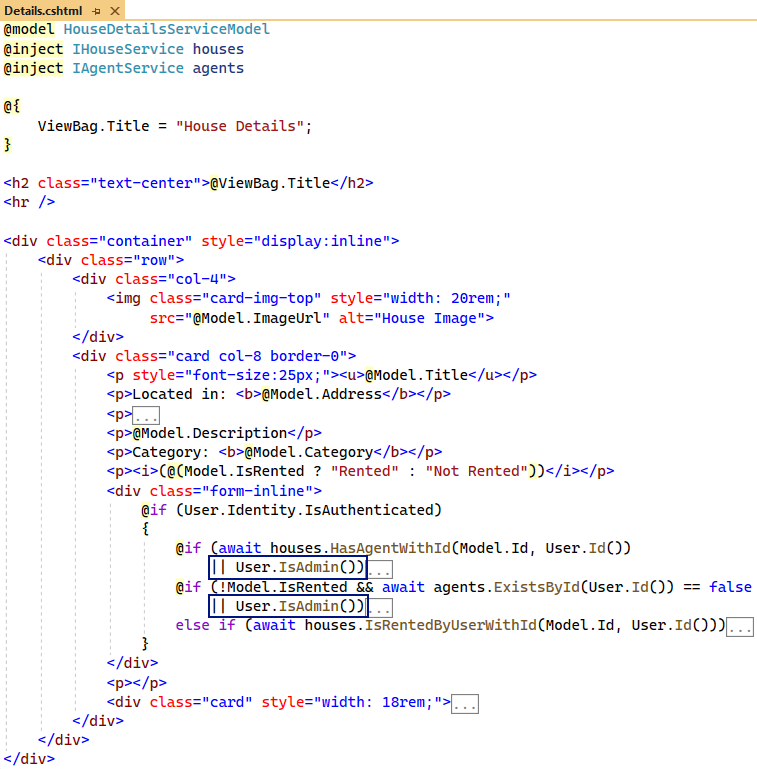 Details.cshtml
@model HouseDetailsServiceModel
@inject IHouseService houses
@inject IAgentService agents
@{
    ViewBag.Title = "House Details";
}
<h2 class="text-center">@ViewBag.Title</h2>
<hr />
<div class="container" style="display:inline">
    <div class="row">
        <div class="col-4">
            <img class="card-img-top" style="width: 20rem;"
                 src="@Model.ImageUrl" alt="House Image">
        </div>
        <div class="card col-8 border-0">
            <p style="font-size:25px;"><u>@Model.Title</u></p>
            <p>Located in: <b>@Model.Address</b></p>
            <p>...
            <p>@Model.Description</p>
            <p>Category: <b>@Model.Category</b></p>
            <p><i>(@(Model.IsRented ? "Rented" : "Not Rented"))</i></p>
            <div class="form-inline">
                @if (User.Identity.IsAuthenticated)
                {
                    @if (await houses.HasAgentWithId(Model.Id, User.Id())
                        || User.IsAdmin())...
                    @if (!Model.IsRented && await agents.ExistsById(User.Id()) == false
                        || User.IsAdmin())...
                    else if (await houses.IsRentedByUserWithId(Model.Id, User.Id()))...
                }
            </div>
            <p></p>
            <div class="card" style="width: 18rem;">...
        </div>
    </div>
</div>